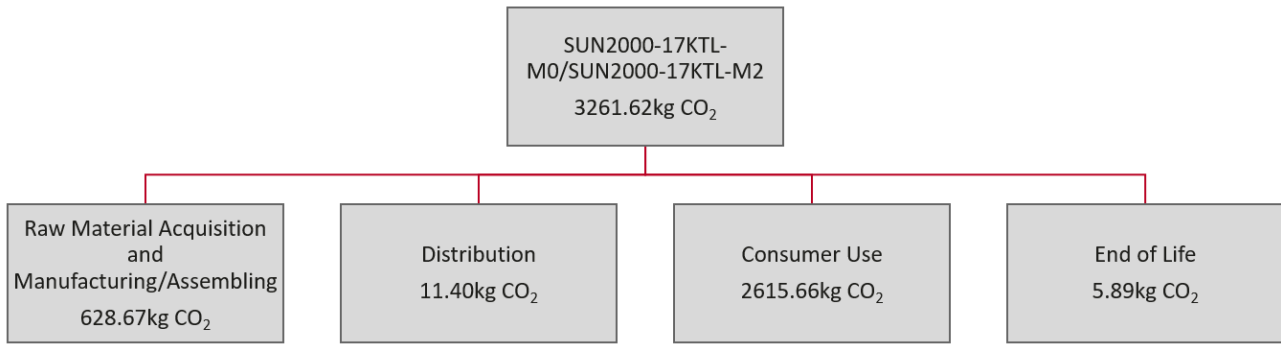 SUN2000-17KTL-
M0/SUN2000-17KTL-M2
3261.62kg CO₂
Raw Material Acquisition
and
Manufacturing/Assembling
628.67kg CO₂
Distribution
11.40kg CO₂
Consumer Use
2615.66kg CO₂
End of Life
5.89kg CO₂